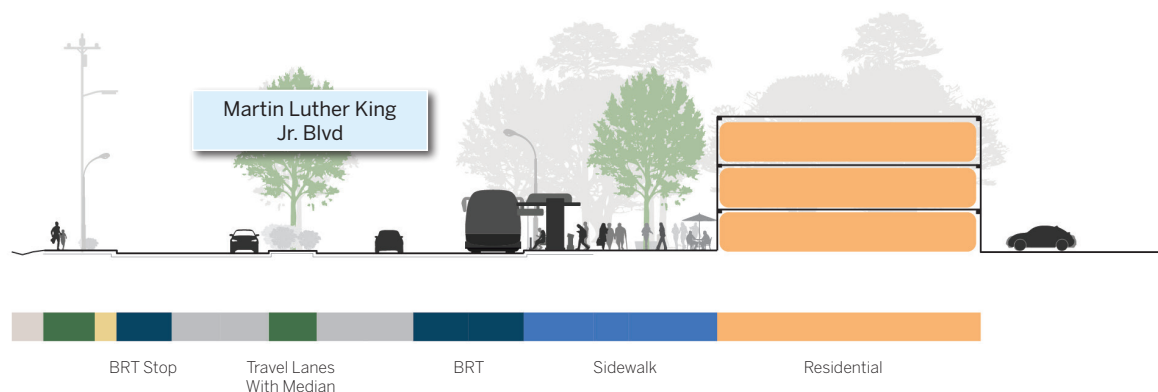 Martin Luther King
Jr. Blvd
BRT Stop
Travel Lanes
With Median
BRT
Sidewalk
Residential